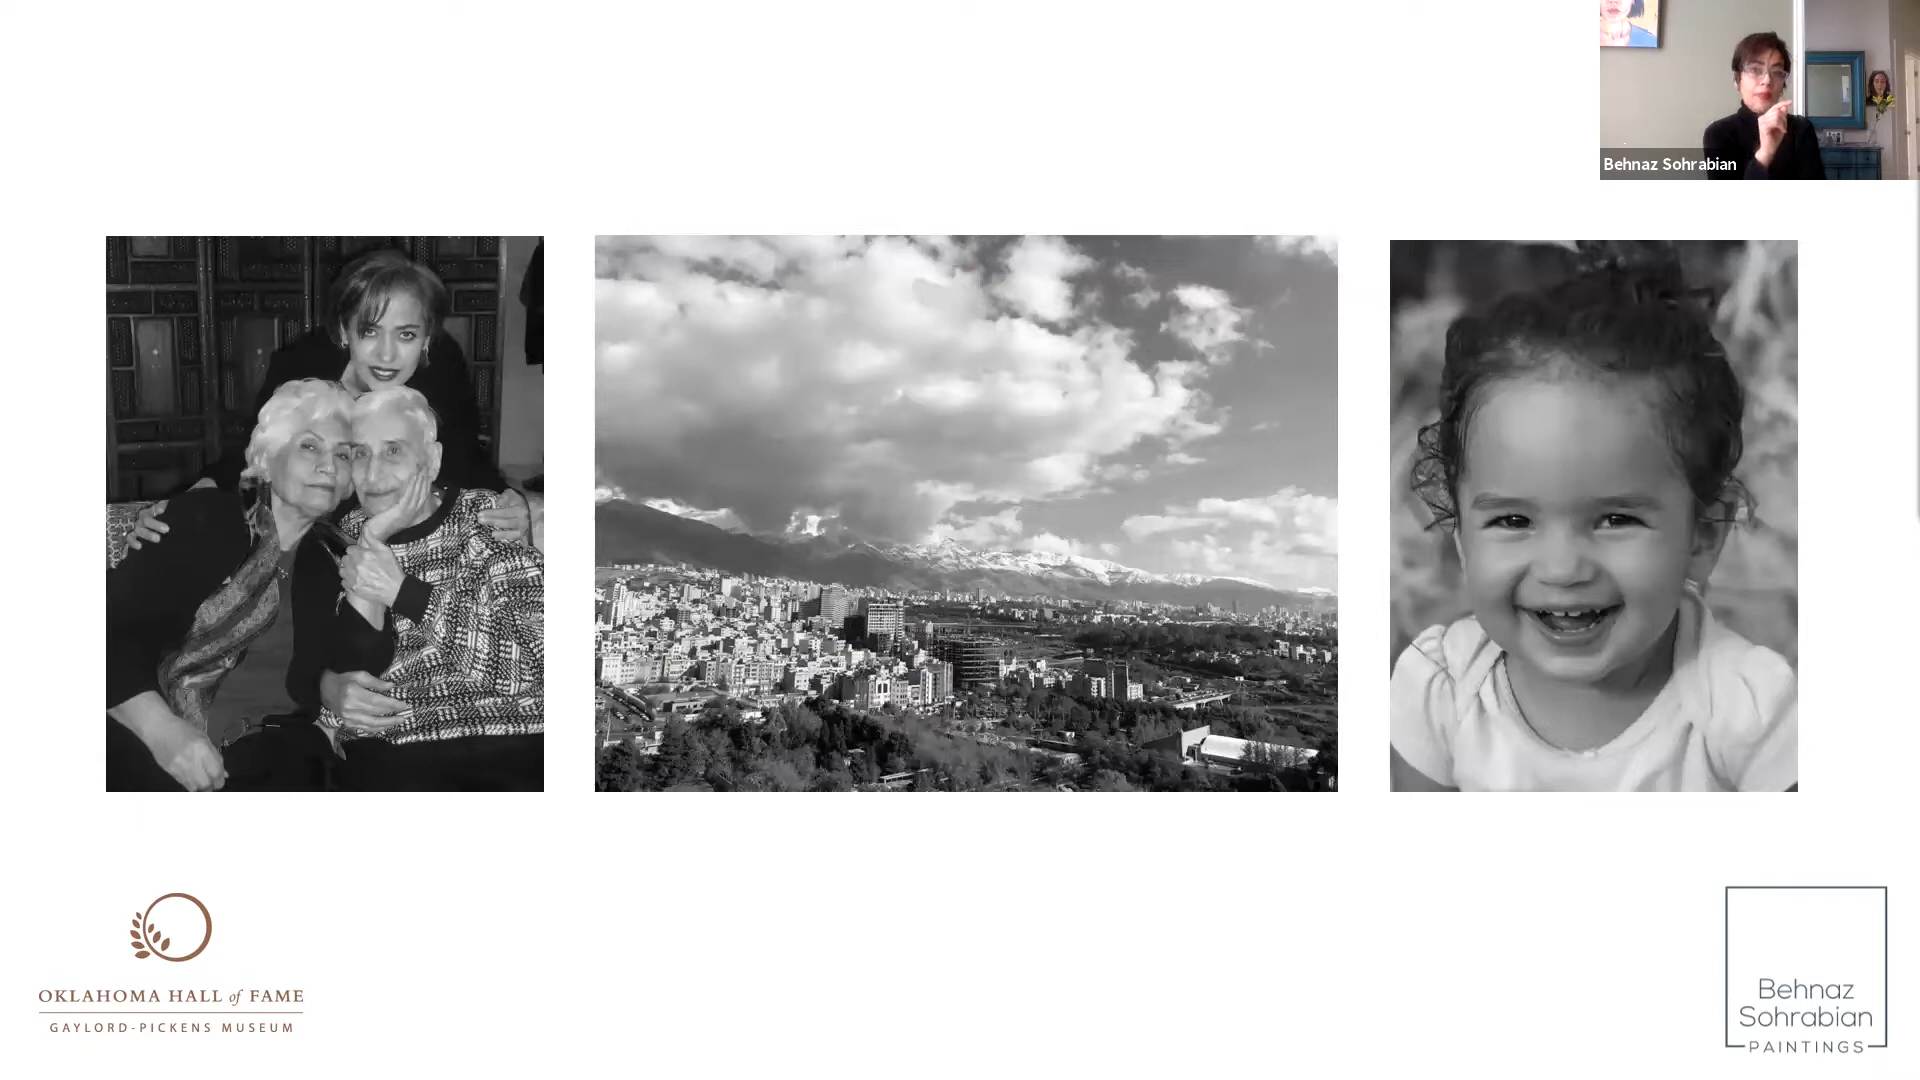 Behnaz Sohrabian
OKLAHOMA HALL of FAME
GAYLORD-PICKENS MUSEUM
Behnaz
Sohrabian
PAINTINGS